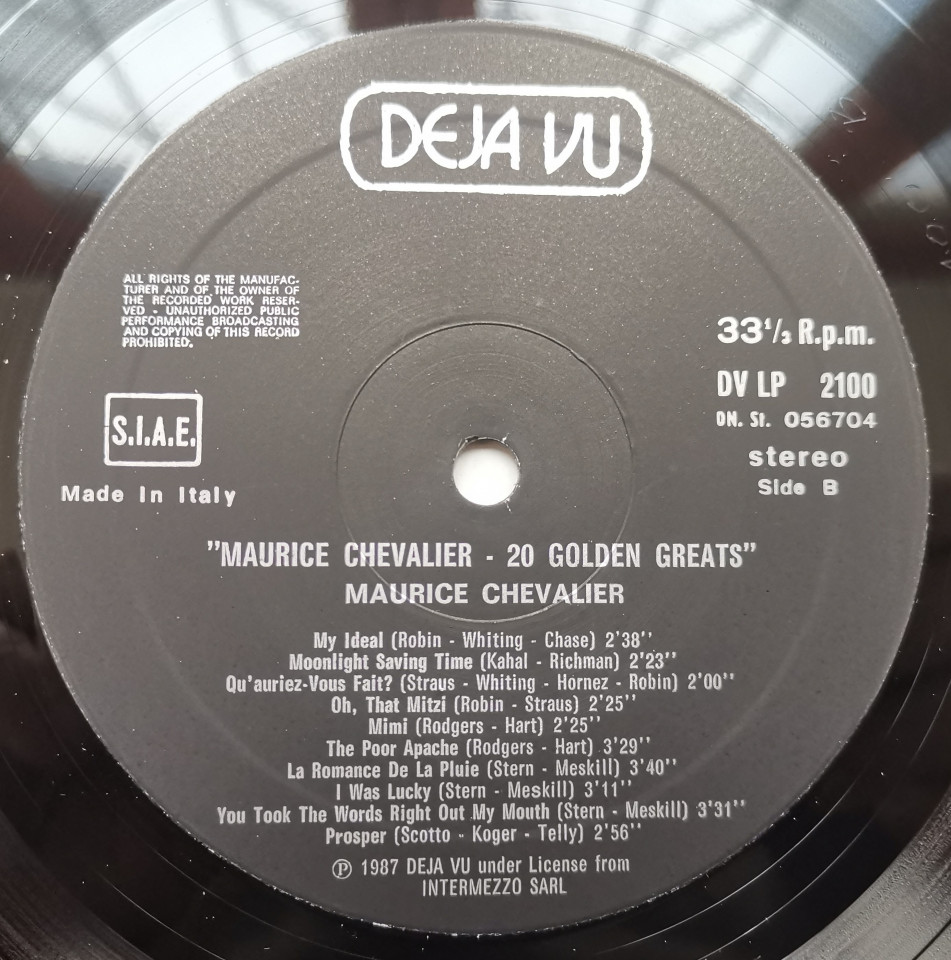 DEJA VU
ALL RIGHTS OF THE MANUFAC-
TURER AND OF THE OWNER OF
THE RECORDED WORK RESER-
VED - UNAUTHORIZED PUBLIC
PERFORMANCE BROADCASTING
AND COPYING OF THIS RECORD
PROHIBITED.
33 1/3 R.p.m.
DV LP 2100
DN. St. 056704
stereo
Side B
S.I.A.E.
Made In Italy
"MAURICE CHEVALIER - 20 GOLDEN GREATS"
MAURICE CHEVALIER
My Ideal (Robin - Whiting - Chase) 2'38''
Moonlight Saving Time (Kahal - Richman) 2'23''
Qu'auriez-Vous Fait? (Straus - Whiting - Hornez - Robin) 2'00''
Oh, That Mitzi (Robin - Straus) 2'25''
Mimi (Rodgers - Hart) 2'25''
The Poor Apache (Rodgers - Hart) 3'29''
La Romance De La Pluie (Stern - Meskill) 3'40''
I Was Lucky (Stern - Meskill) 3'11''
You Took The Words Right Out My Mouth (Stern - Meskill) 3'31''
Prosper (Scotto - Koger - Telly) 2'56''
℗ 1987 DEJA VU under License from
INTERMEZZO SARL